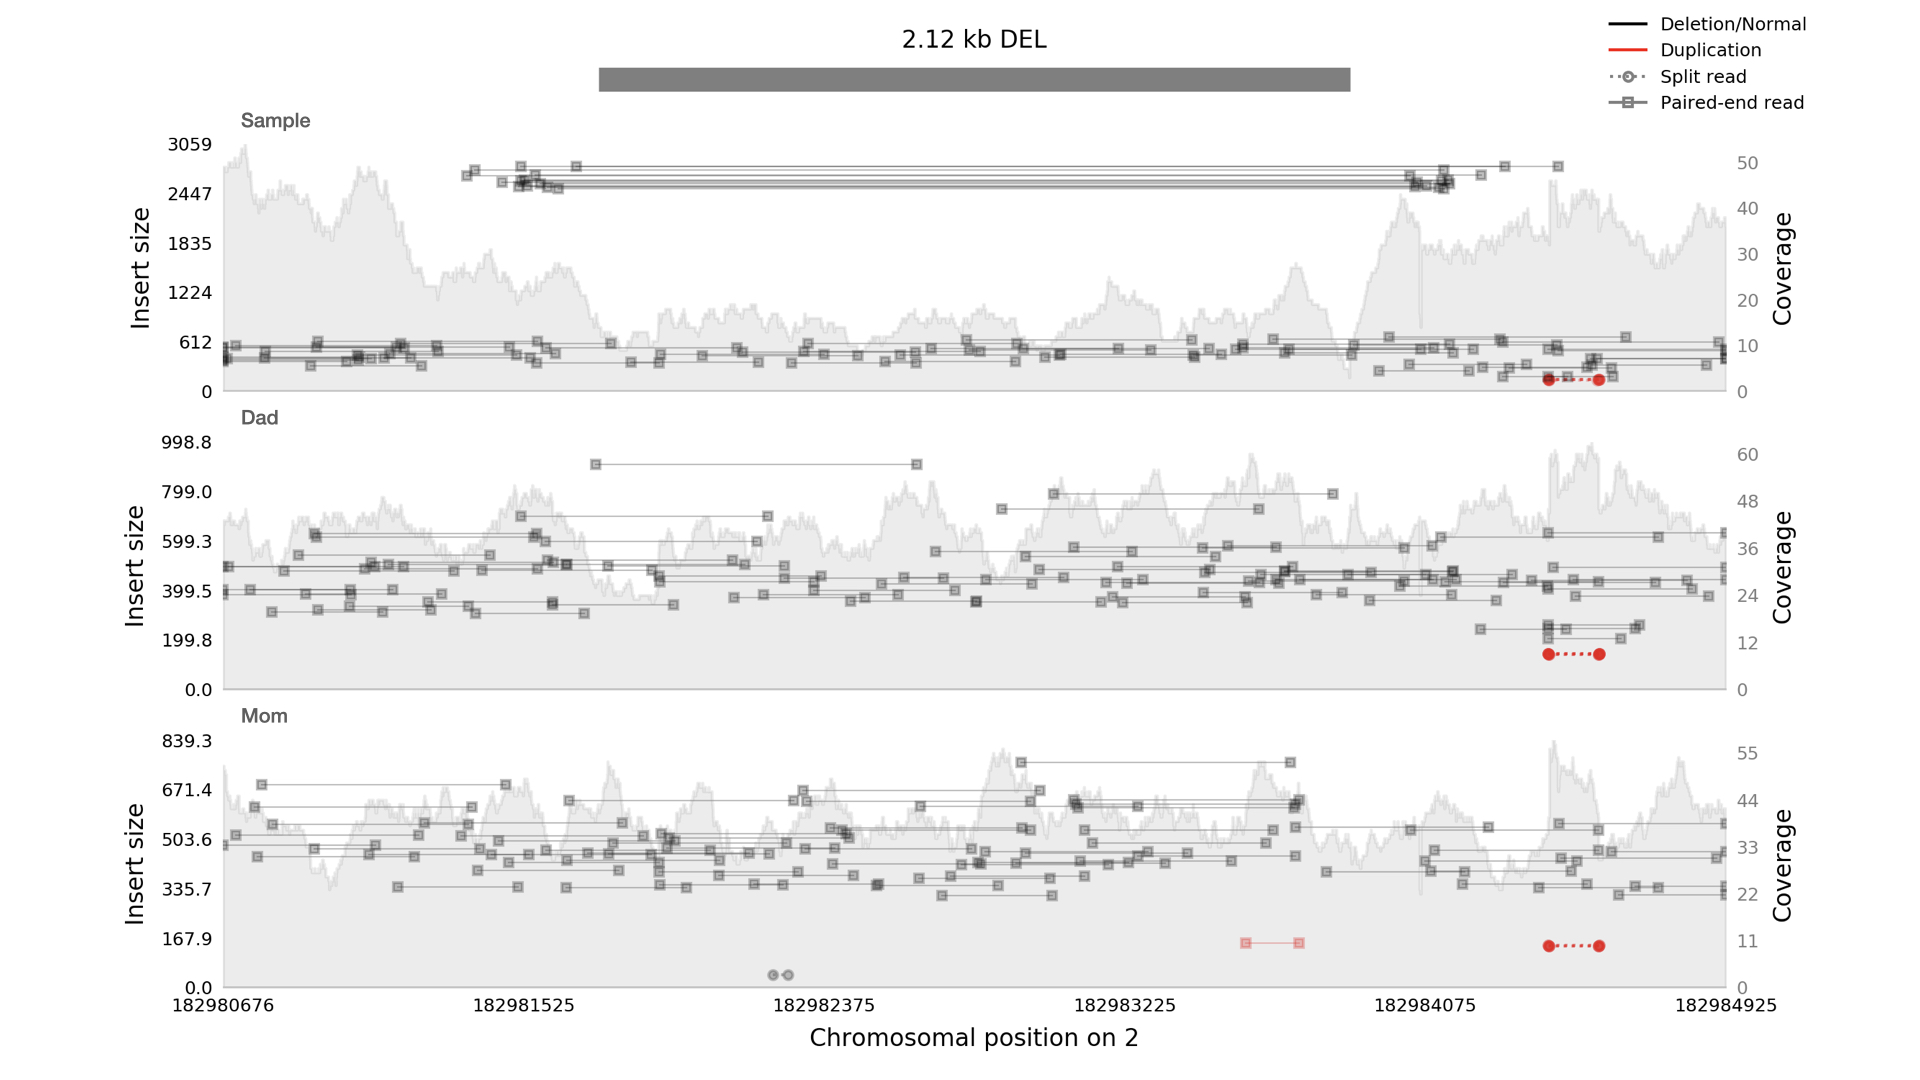 2.12 kb DEL
Deletion/Normal
Duplication
Split read
Paired-end read
Sample
3059
2447
1835
1224
612
0
Insert size
50
40
30
20
10
0
Coverage
Dad
998.8
799.0
599.3
399.5
199.8
0.0
Insert size
60
48
36
24
12
0
Coverage
Mom
839.3
671.4
503.6
335.7
167.9
0.0
Insert size
55
44
33
22
11
0
Coverage
182980676 182981525 182982375 182983225 182984075 182984925
Chromosomal position on 2